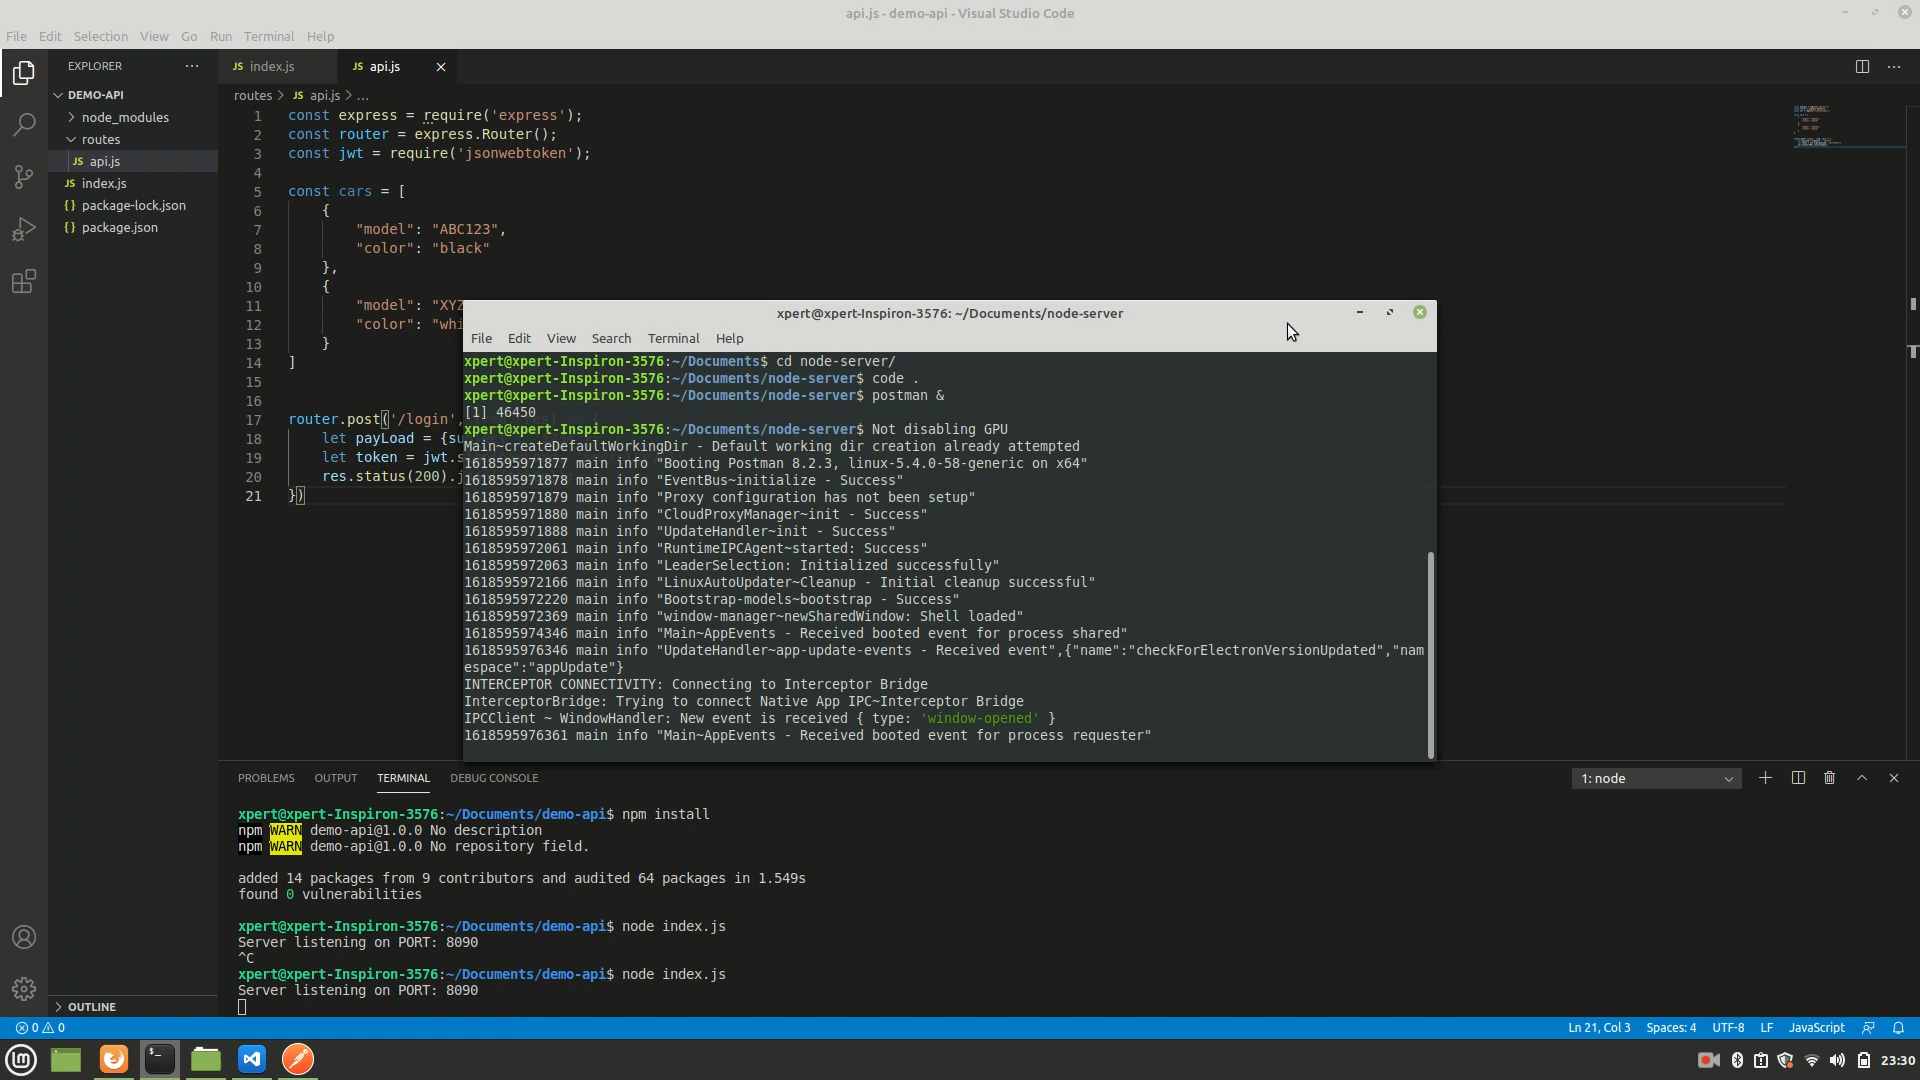 api.js - demo-api - Visual Studio Code
File Edit Selection View Go Run Terminal Help
EXPLORER ...
JS index.js
JS api.js
DEMO-API
node_modules
routes
JS api.js
JS index.js
{} package-lock.json
{} package.json
OUTLINE
routes > JS api.js > ...
1 const express = require('express');
2 const router = express.Router();
3 const jwt = require('jsonwebtoken');
4
5 const cars = [
6 {
7 "model": "ABC123",
8 "color": "black"
9 },
10 {
11 "model": "XYZ
12 "color": "whi
13 }
14 ]
15
16
17 router.post('/login',
18 let payLoad = {su
19 let token = jwt.s
20 res.status(200).j
21 })
xpert@xpert-Inspiron-3576: ~/Documents/node-server
File Edit View Search Terminal Help
xpert@xpert-Inspiron-3576:~/Documents$ cd node-server/
xpert@xpert-Inspiron-3576:~/Documents/node-server$ code .
xpert@xpert-Inspiron-3576:~/Documents/node-server$ postman &
[1] 46450
xpert@xpert-Inspiron-3576:~/Documents/node-server$ Not disabling GPU
Main~createDefaultWorkingDir - Default working dir creation already attempted
1618595971877 main info "Booting Postman 8.2.3, linux-5.4.0-58-generic on x64"
1618595971878 main info "EventBus~initialize - Success"
1618595971879 main info "Proxy configuration has not been setup"
1618595971880 main info "CloudProxyManager~init - Success"
1618595971888 main info "UpdateHandler~init - Success"
1618595972061 main info "RuntimeIPCAgent~started: Success"
1618595972063 main info "LeaderSelection: Initialized successfully"
1618595972166 main info "LinuxAutoUpdater~Cleanup - Initial cleanup successful"
1618595972220 main info "Bootstrap-models~bootstrap - Success"
1618595972369 main info "window-manager~newSharedWindow: Shell loaded"
1618595974346 main info "Main~AppEvents - Received booted event for process shared"
1618595976346 main info "UpdateHandler~app-update-events - Received event",{"name":"checkForElectronVersionUpdated","nam
espace":"appUpdate"}
INTERCEPTOR CONNECTIVITY: Connecting to Interceptor Bridge
InterceptorBridge: Trying to connect Native App IPC~Interceptor Bridge
IPCClient ~ WindowHandler: New event is received { type: 'window-opened' }
1618595976361 main info "Main~AppEvents - Received booted event for process requester"
PROBLEMS OUTPUT TERMINAL DEBUG CONSOLE
1: node
xpert@xpert-Inspiron-3576:~/Documents/demo-api$ npm install
npm WARN demo-api@1.0.0 No description
npm WARN demo-api@1.0.0 No repository field.
added 14 packages from 9 contributors and audited 64 packages in 1.549s
found 0 vulnerabilities
xpert@xpert-Inspiron-3576:~/Documents/demo-api$ node index.js
Server listening on PORT: 8090
^C
xpert@xpert-Inspiron-3576:~/Documents/demo-api$ node index.js
Server listening on PORT: 8090
0 0
Ln 21, Col 3 Spaces: 4 UTF-8 LF JavaScript
23:30